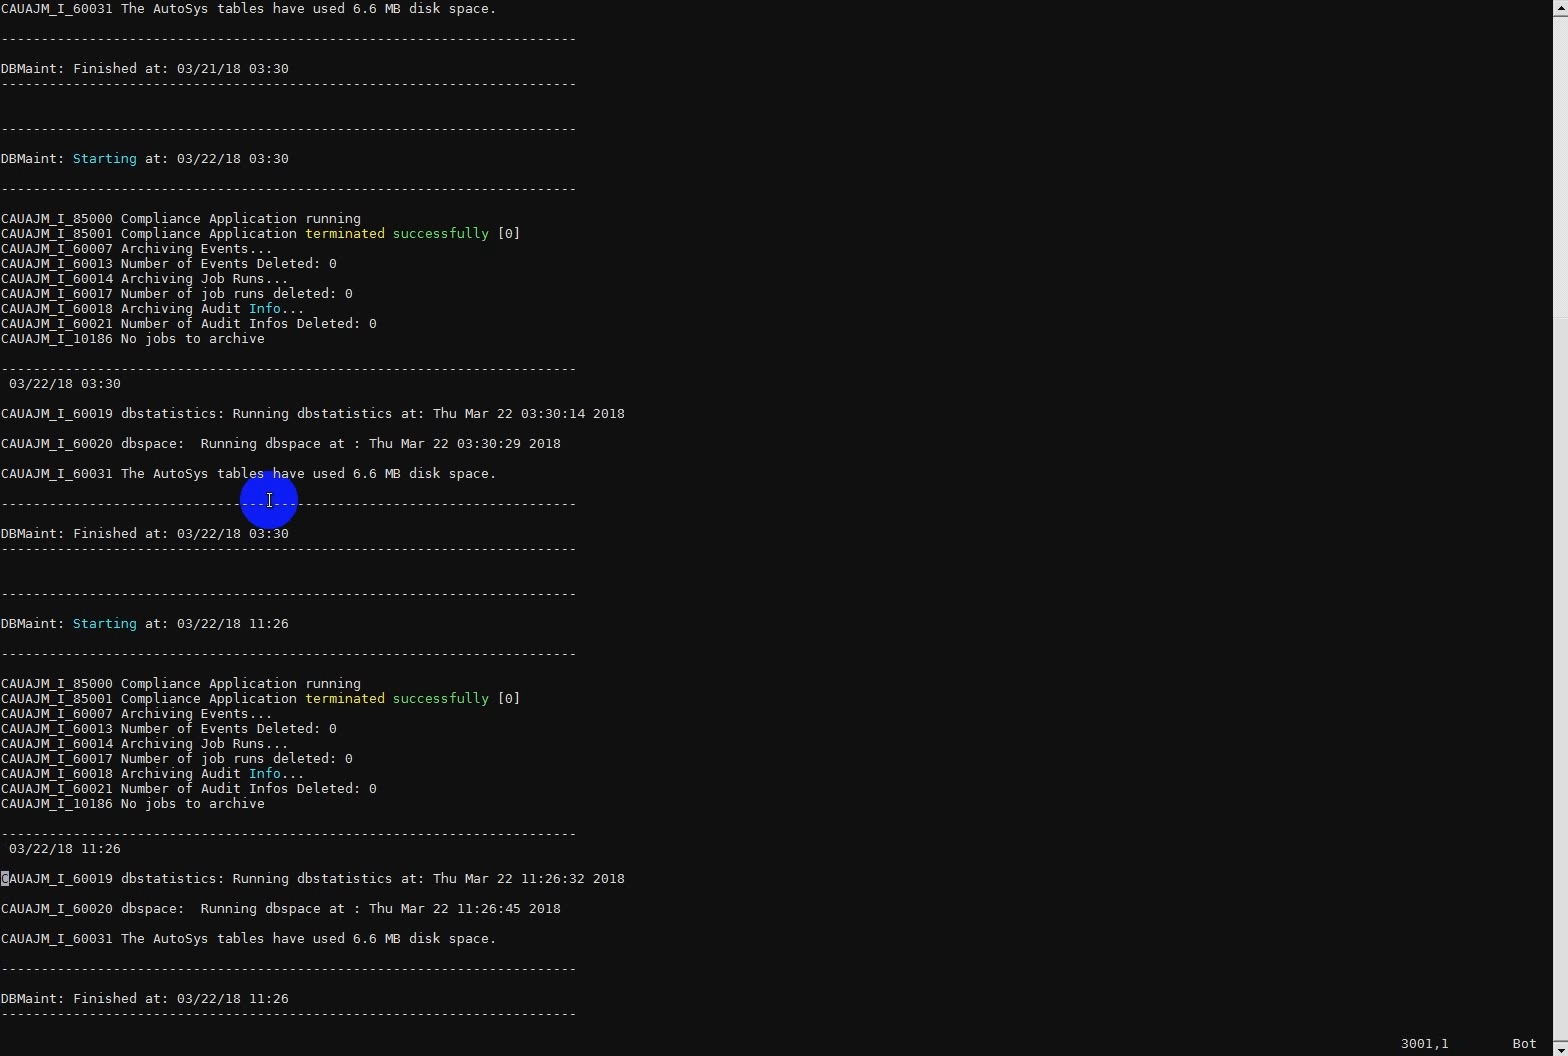 CAUAJM_I_60031 The AutoSys tables have used 6.6 MB disk space.
------------------------------------------------------------------------
DBMaint: Finished at: 03/21/18 03:30
------------------------------------------------------------------------
------------------------------------------------------------------------
DBMaint: Starting at: 03/22/18 03:30
------------------------------------------------------------------------
CAUAJM_I_85000 Compliance Application running
CAUAJM_I_85001 Compliance Application terminated successfully [0]
CAUAJM_I_60007 Archiving Events...
CAUAJM_I_60013 Number of Events Deleted: 0
CAUAJM_I_60014 Archiving Job Runs...
CAUAJM_I_60017 Number of job runs deleted: 0
CAUAJM_I_60018 Archiving Audit Info...
CAUAJM_I_60021 Number of Audit Infos Deleted: 0
CAUAJM_I_10186 No jobs to archive
------------------------------------------------------------------------
03/22/18 03:30
CAUAJM_I_60019 dbstatistics: Running dbstatistics at: Thu Mar 22 03:30:14 2018
CAUAJM_I_60020 dbspace:  Running dbspace at : Thu Mar 22 03:30:29 2018
CAUAJM_I_60031 The AutoSys tables have used 6.6 MB disk space.
------------------------------------------------------------------------
DBMaint: Finished at: 03/22/18 03:30
------------------------------------------------------------------------
------------------------------------------------------------------------
DBMaint: Starting at: 03/22/18 11:26
------------------------------------------------------------------------
CAUAJM_I_85000 Compliance Application running
CAUAJM_I_85001 Compliance Application terminated successfully [0]
CAUAJM_I_60007 Archiving Events...
CAUAJM_I_60013 Number of Events Deleted: 0
CAUAJM_I_60014 Archiving Job Runs...
CAUAJM_I_60017 Number of job runs deleted: 0
CAUAJM_I_60018 Archiving Audit Info...
CAUAJM_I_60021 Number of Audit Infos Deleted: 0
CAUAJM_I_10186 No jobs to archive
------------------------------------------------------------------------
03/22/18 11:26
CAUAJM_I_60019 dbstatistics: Running dbstatistics at: Thu Mar 22 11:26:32 2018
CAUAJM_I_60020 dbspace:  Running dbspace at : Thu Mar 22 11:26:45 2018
CAUAJM_I_60031 The AutoSys tables have used 6.6 MB disk space.
------------------------------------------------------------------------
DBMaint: Finished at: 03/22/18 11:26
------------------------------------------------------------------------
3001,1 Bot